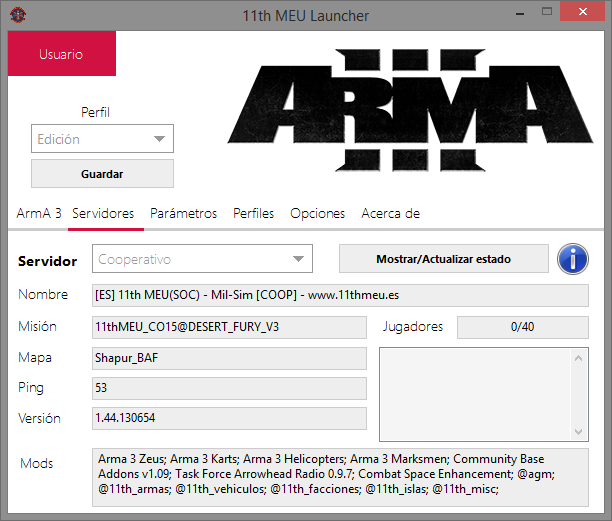 11th MEU Launcher
Usuario
ARMA
III
Perfil
Edición
Guardar
ArmA 3 Servidores Parámetros Perfiles Opciones Acerca de
Servidor Cooperativo Mostrar/Actualizar estado
Nombre [ES] 11th MEU(SOC) - Mil-Sim [COOP] - www.11thmeu.es
Misión 11thMEU_CO15@DESERT_FURY_V3 Jugadores 0/40
Mapa Shapur_BAF
Ping 53
Versión 1.44.130654
Mods Arma 3 Zeus; Arma 3 Karts; Arma 3 Helicopters; Arma 3 Marksmen; Community Base
Addons v1.09; Task Force Arrowhead Radio 0.9.7; Combat Space Enhancement; @agm;
@11th_armas; @11th_vehiculos; @11th_facciones; @11th_islas; @11th_misc;